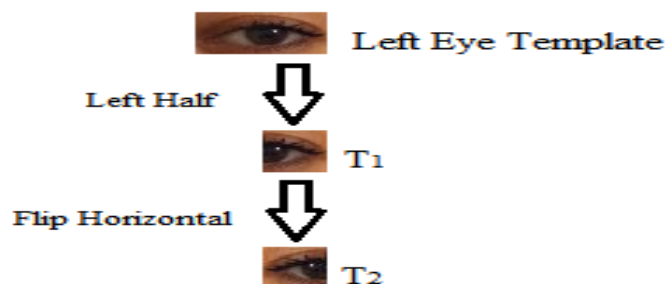 Left Eye Template
Left Half
T1
Flip Horizontal
T2